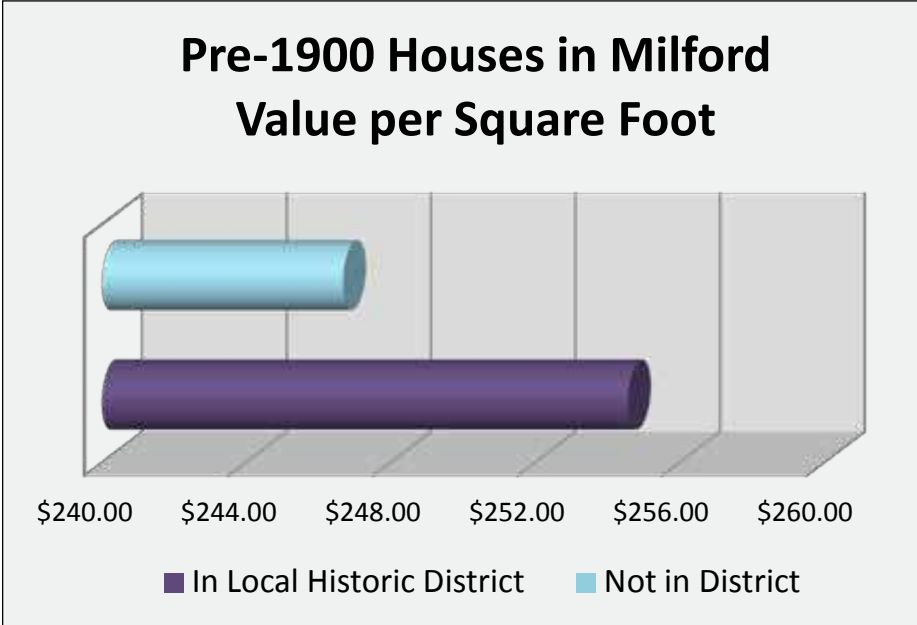 Pre-1900 Houses in Milford
Value per Square Foot
$240.00 $244.00 $248.00 $252.00 $256.00 $260.00
In Local Historic District Not in District